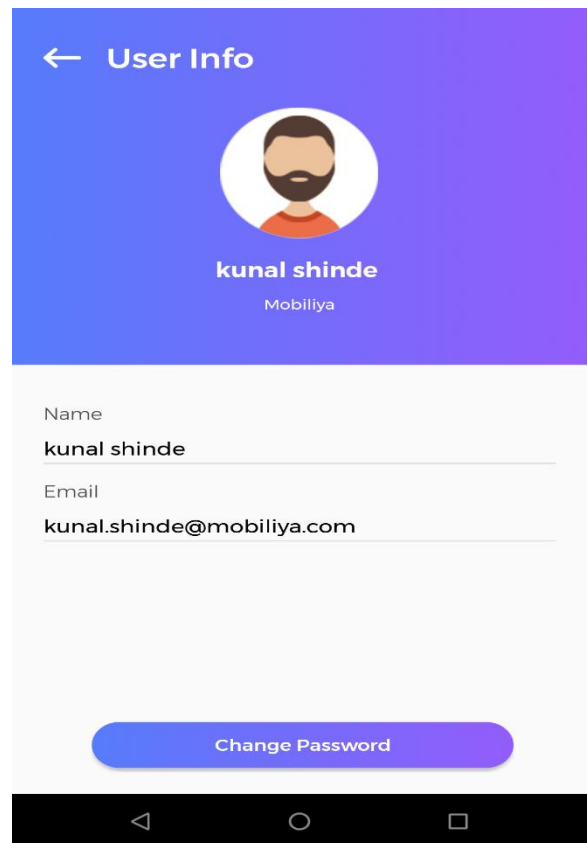 User Info
kunal shinde
Mobiliya
Name
kunal shinde
Email
kunal.shinde@mobiliya.com
Change Password